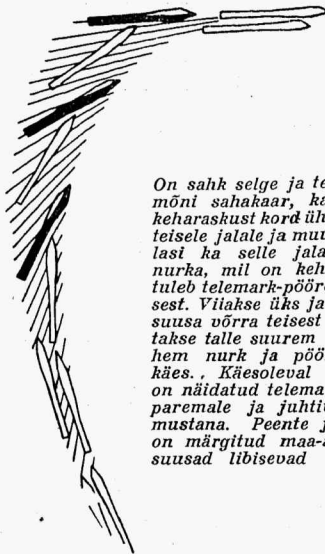 On sahk selge ja te
mõni sahakaar, ka
keharaskust kord üh
teisele jalale ja muu
lasi ka selle jala
nurka, mil on keh
tuleb telemark-pööre
sest. Viiakse üks ja
suusa võrra teisest
takse talle suurem
hem nurk ja pöö
käes. . Käesoleval
on näidatud telema
paremale ja juhti
mustana. Peente j
on märgitud maa-a
suusad libisevad